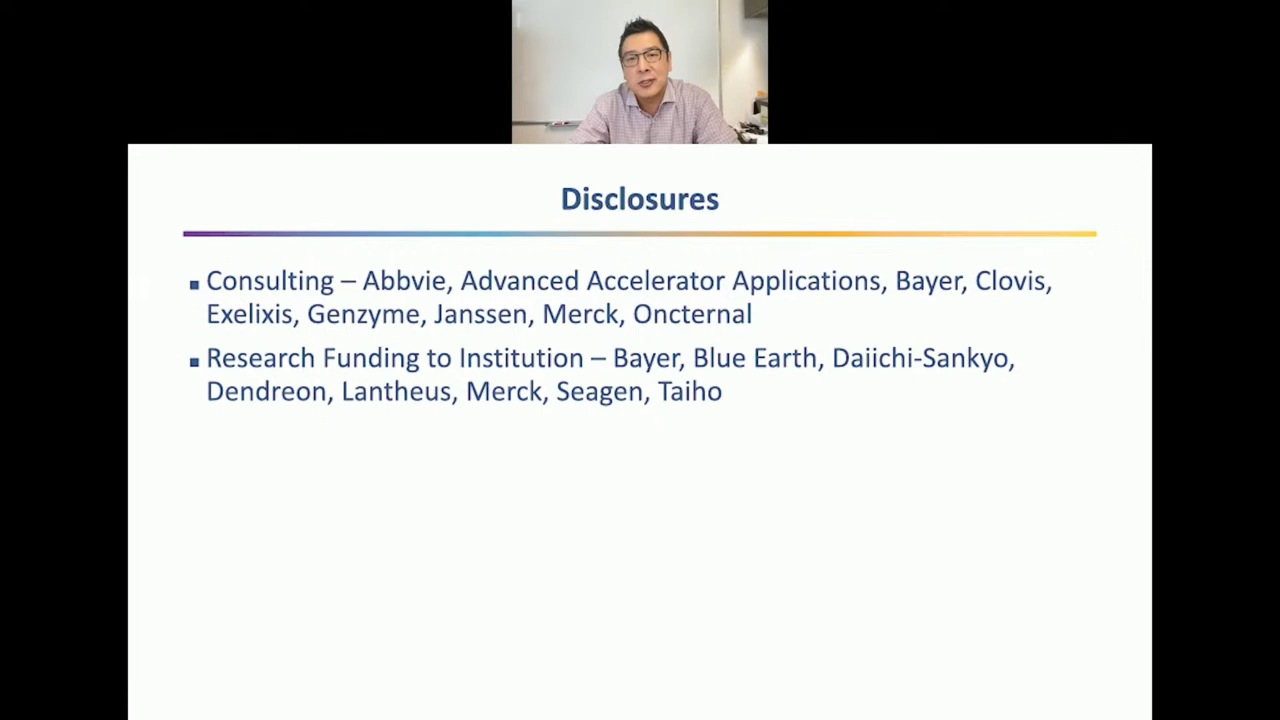 Disclosures
Consulting – Abbvie, Advanced Accelerator Applications, Bayer, Clovis,
Exelixis, Genzyme, Janssen, Merck, Oncternal
Research Funding to Institution – Bayer, Blue Earth, Daiichi-Sankyo,
Dendreon, Lantheus, Merck, Seagen, Taiho